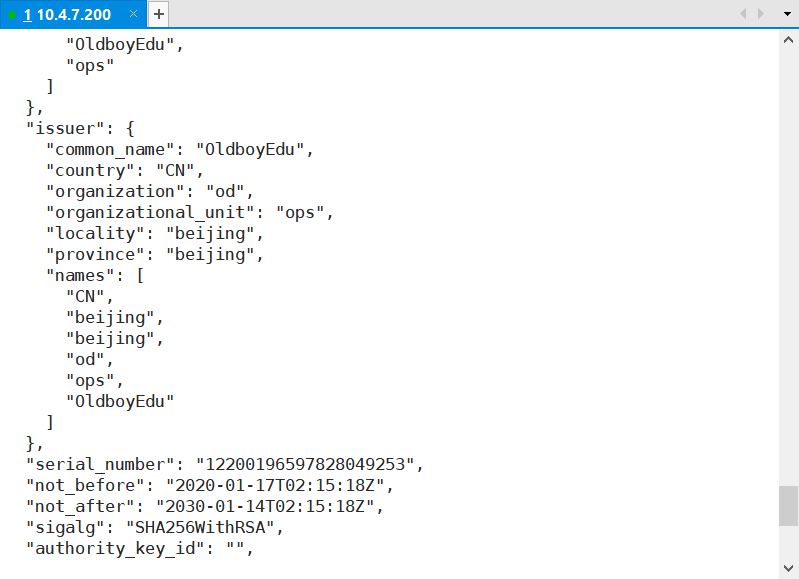 1 10.4.7.200
"OldboyEdu",
"ops"
]
},
"issuer": {
"common_name": "OldboyEdu",
"country": "CN",
"organization": "od",
"organizational_unit": "ops",
"locality": "beijing",
"province": "beijing",
"names": [
"CN",
"beijing",
"beijing",
"od",
"ops",
"OldboyEdu"
]
},
"serial_number": "12200196597828049253",
"not_before": "2020-01-17T02:15:18Z",
"not_after": "2030-01-14T02:15:18Z",
"sigalg": "SHA256WithRSA",
"authority_key_id": "",